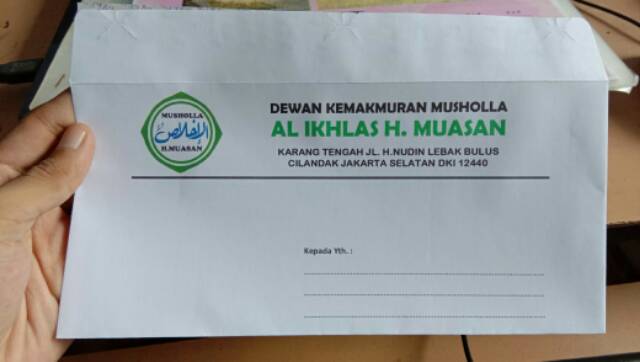 MUSHOLLA
الإخلاص
H.MUASAN
DEWAN KEMAKMURAN MUSHOLLA
AL IKHLAS H. MUASAN
KARANG TENGAH JL. H.NUDIN LEBAK BULUS
CILANDAK JAKARTA SELATAN DKI 12440
Kepada Yth. :